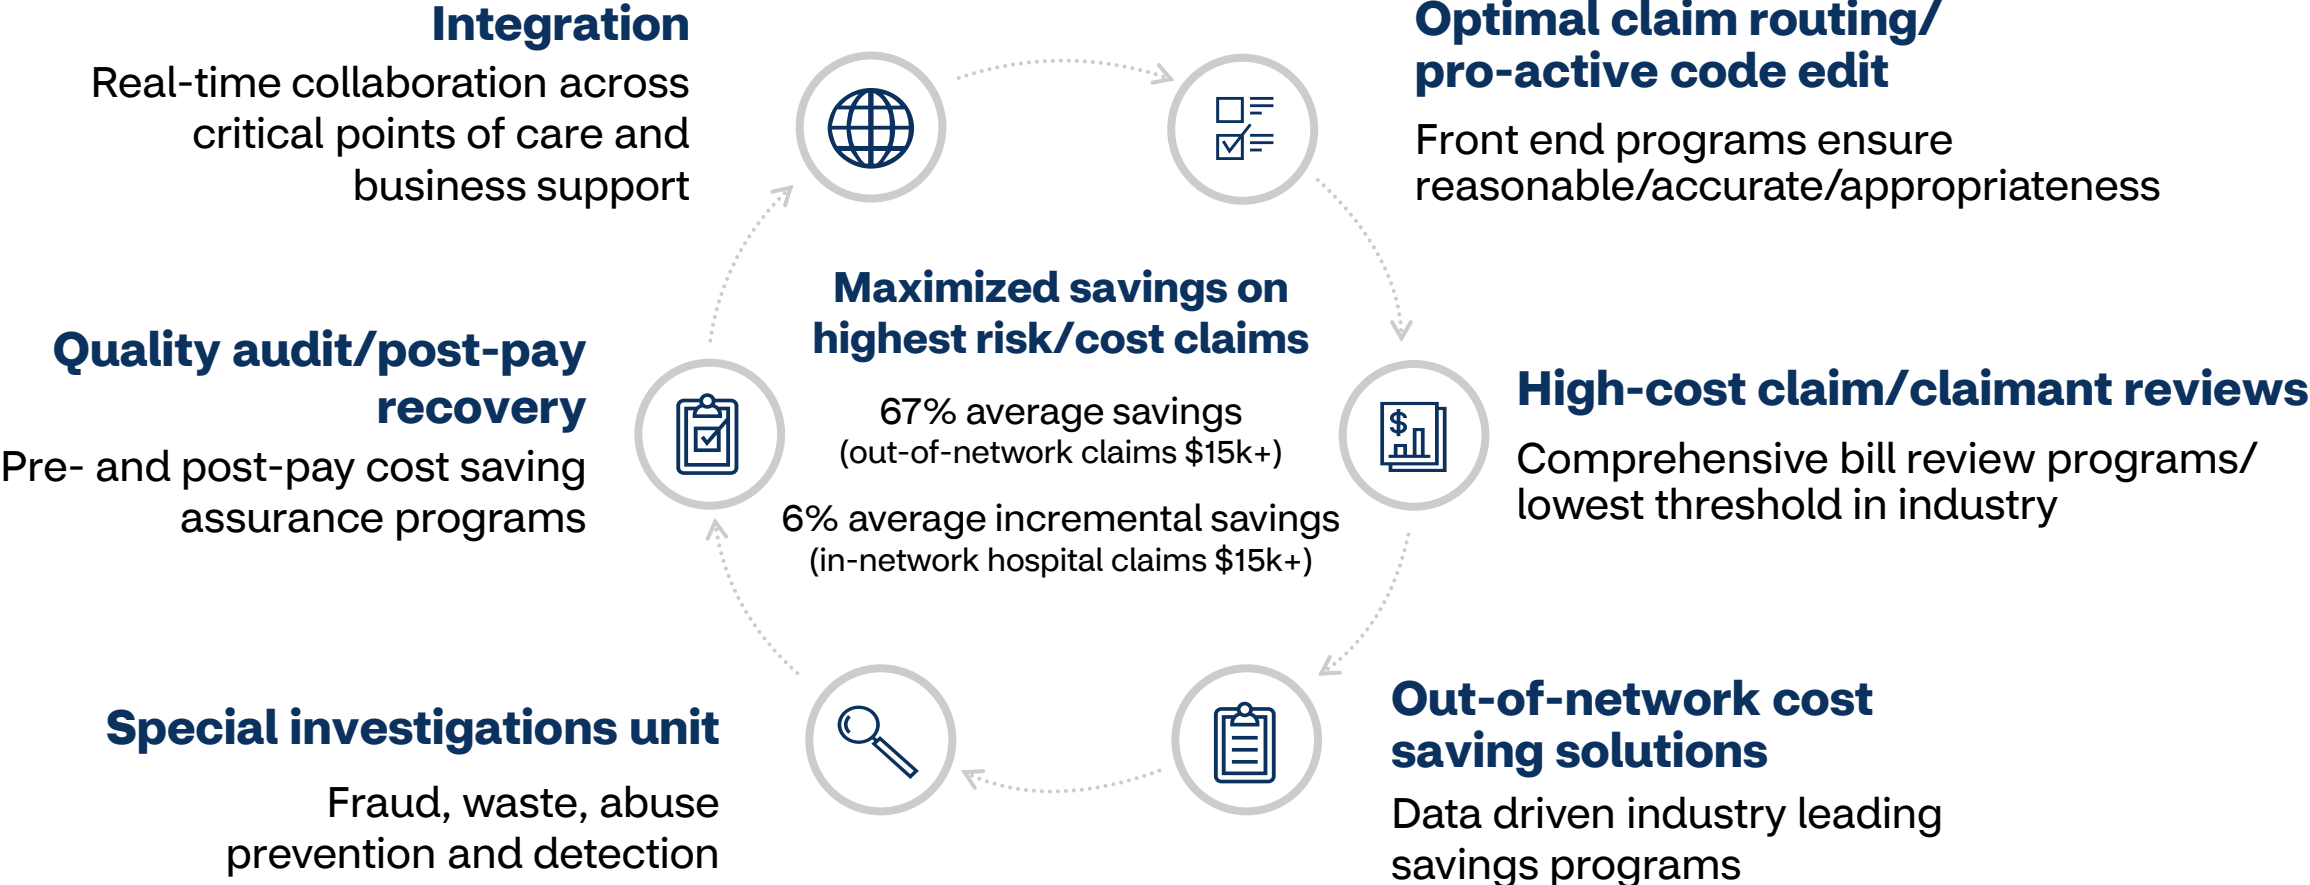 Integration
Real-time collaboration across
critical points of care and
business support
Optimal claim routing/
pro-active code edit
Front end programs ensure
reasonable/accurate/appropriateness
Maximized savings on
highest risk/cost claims
67% average savings
(out-of-network claims $15k+)
6% average incremental savings
(in-network hospital claims $15k+)
Quality audit/post-pay
recovery
Pre- and post-pay cost saving
assurance programs
$
High-cost claim/claimant reviews
Comprehensive bill review programs/
lowest threshold in industry
Special investigations unit
Fraud, waste, abuse
prevention and detection
Out-of-network cost
saving solutions
Data driven industry leading
savings programs